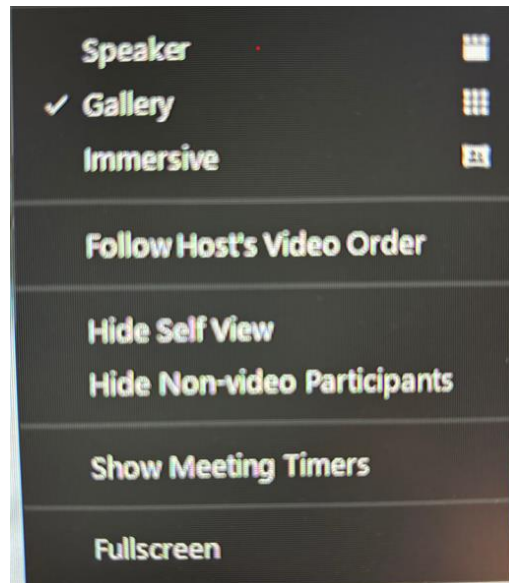 Speaker
✓ Gallery
Immersive
Follow Host's Video Order
Hide Self View
Hide Non-video Participants
Show Meeting Timers
Fullscreen